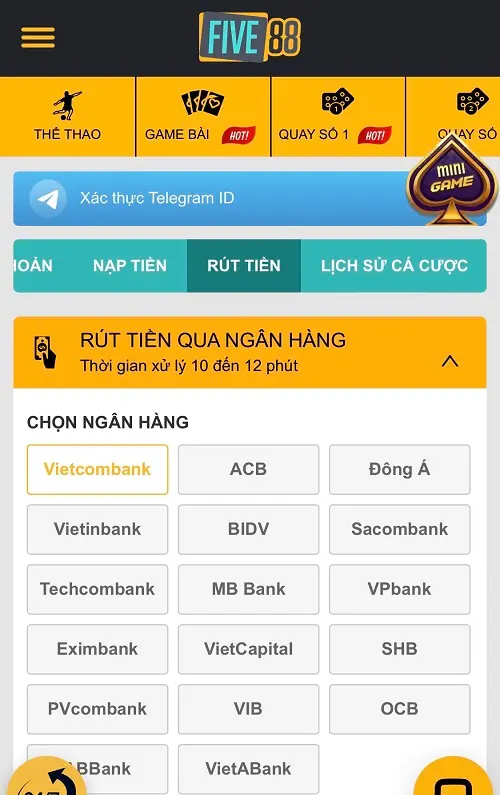 FIVE88
THỂ THAO
GAME BÀI
HOT!
QUAY SỐ 1
HOT!
QUAY SỐ
MINI
GAME
Xác thực Telegram ID
HOẢN
NẠP TIỀN
RÚT TIỀN
LỊCH SỬ CÁ CƯỢC
RÚT TIỀN QUA NGÂN HÀNG
Thời gian xử lý 10 đến 12 phút
CHỌN NGÂN HÀNG
Vietcombank
ACB
Đông Á
Vietinbank
BIDV
Sacombank
Techcombank
MB Bank
VPbank
Eximbank
VietCapital
SHB
PVcombank
VIB
OCB
BBank
VietABank